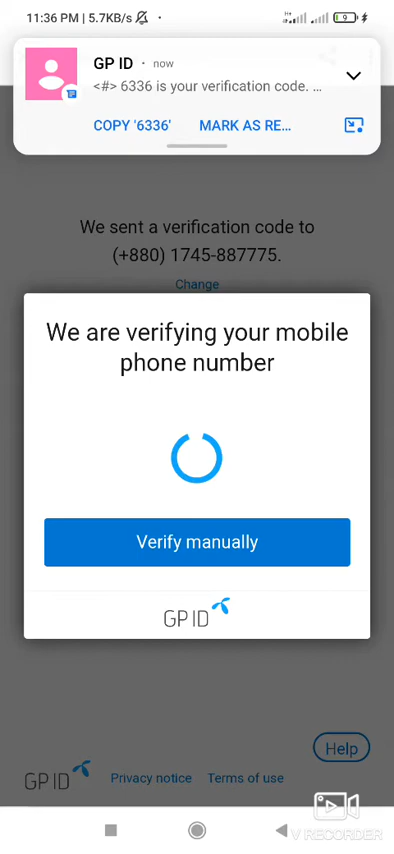 11:36 PM | 5.7KB/s
9
GP ID · now
<#> 6336 is your verification code. ...
COPY '6336' MARK AS RE...
We sent a verification code to
(+880) 1745-887775.
Change
We are verifying your mobile
phone number
Verify manually
GP ID
Help
GP ID Privacy notice Terms of use
V RECORDER